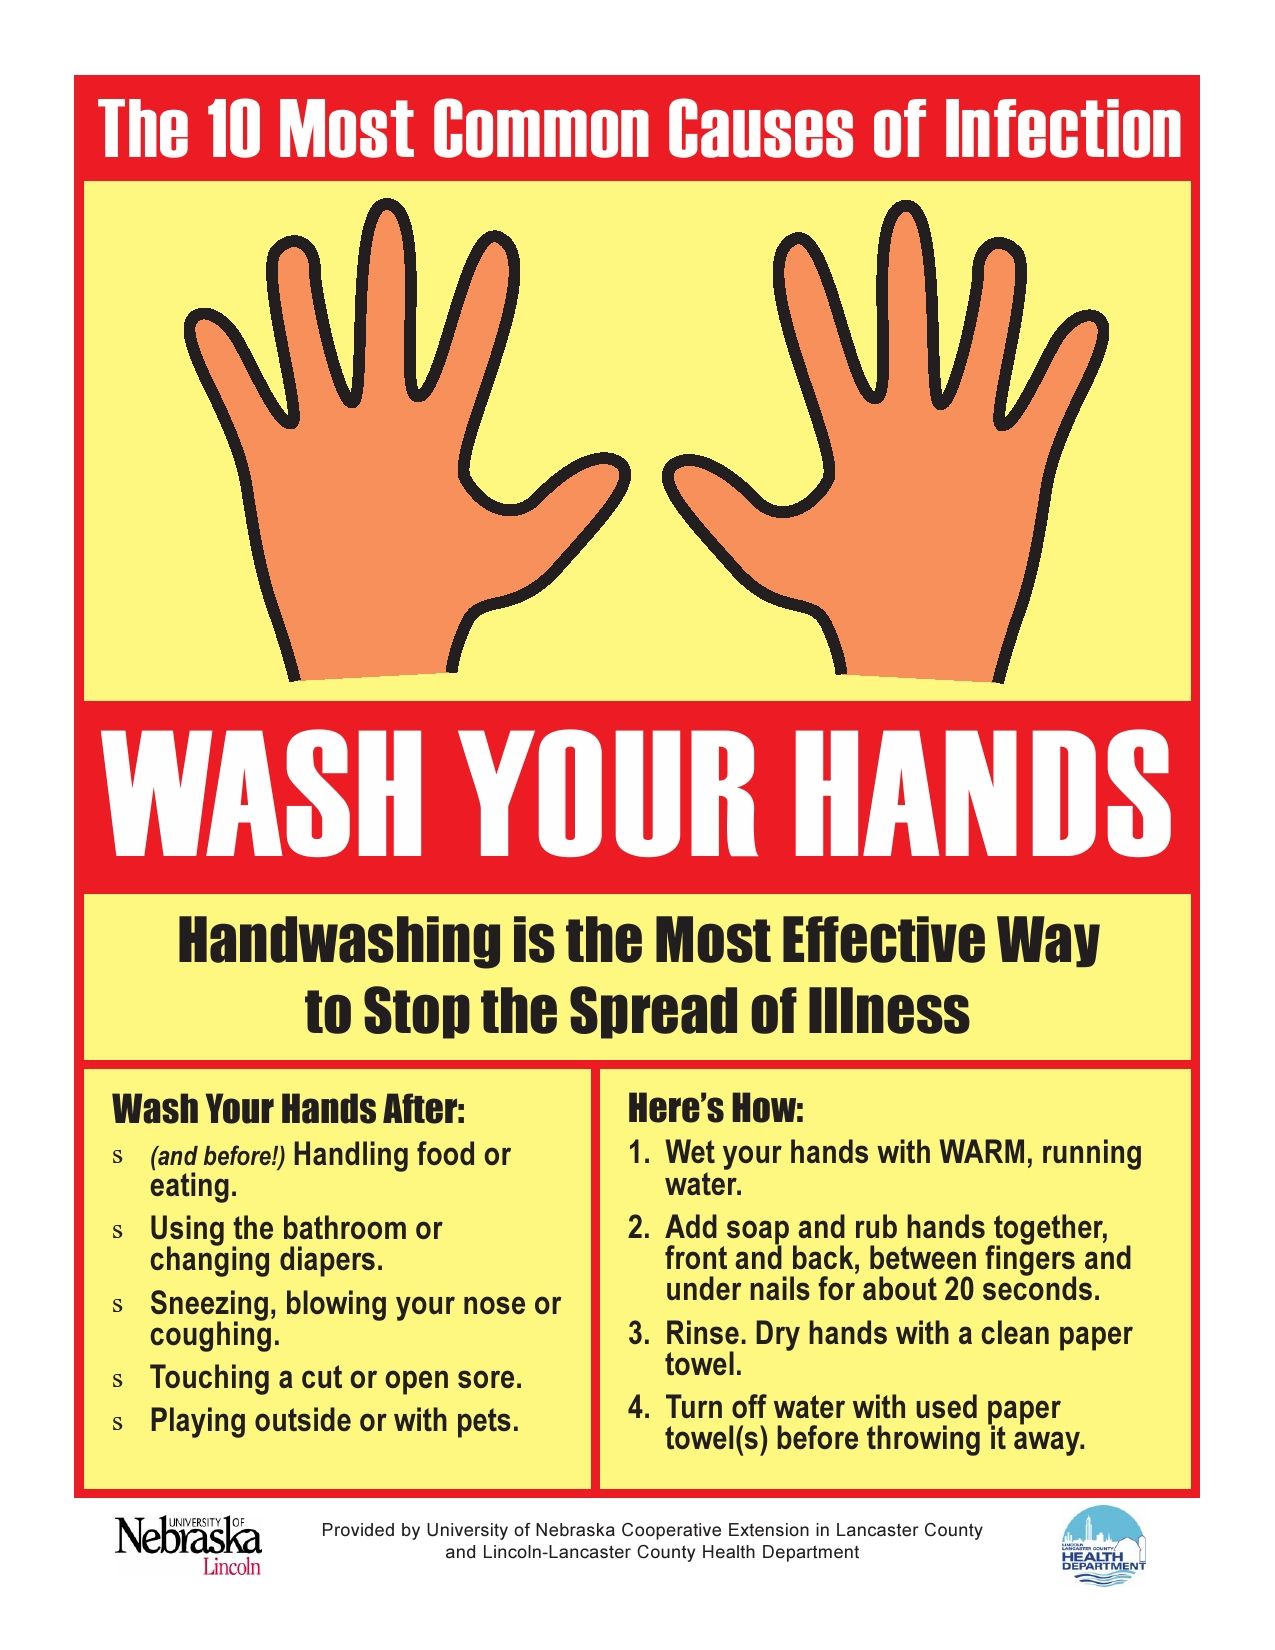 The 10 Most Common Causes of Infection
WASH YOUR HANDS
Handwashing is the Most Effective Way
to Stop the Spread of Illness
Wash Your Hands After:
s (and before!) Handling food or
eating.
s Using the bathroom or
changing diapers.
s Sneezing, blowing your nose or
coughing.
s Touching a cut or open sore.
s Playing outside or with pets.
Here's How:
1. Wet your hands with WARM, running
water.
2. Add soap and rub hands together,
front and back, between fingers and
under nails for about 20 seconds.
3. Rinse. Dry hands with a clean paper
towel.
4. Turn off water with used paper
towel(s) before throwing it away.
UNIVERSITY OF
Nebraska
Lincoln
Provided by University of Nebraska Cooperative Extension in Lancaster County
and Lincoln-Lancaster County Health Department
LINCOLN
LANCASTER COUNTY
HEALTH
DEPARTMENT